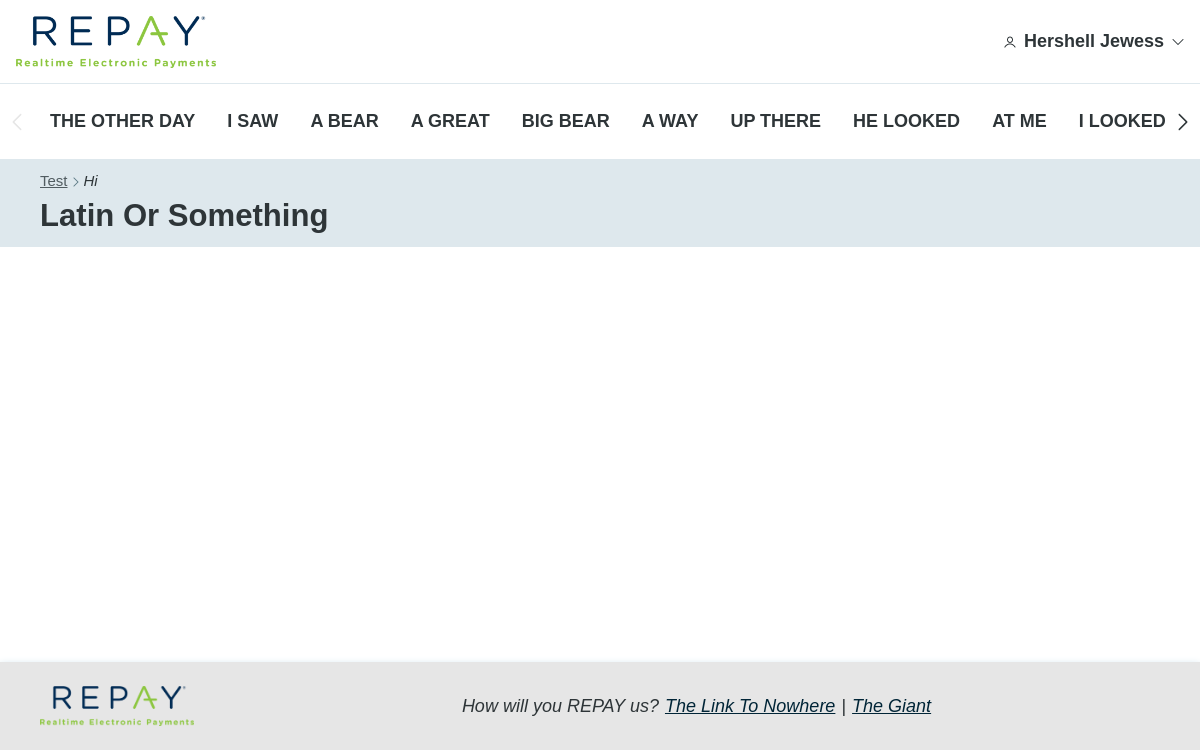 REPAY
Realtime Electronic Payments
Hershell Jewess
THE OTHER DAY I SAW A BEAR A GREAT BIG BEAR A WAY UP THERE HE LOOKED AT ME I LOOKED
Test > Hi
Latin Or Something
REPAY
Realtime Electronic Payments
How will you REPAY us? The Link To Nowhere | The Giant